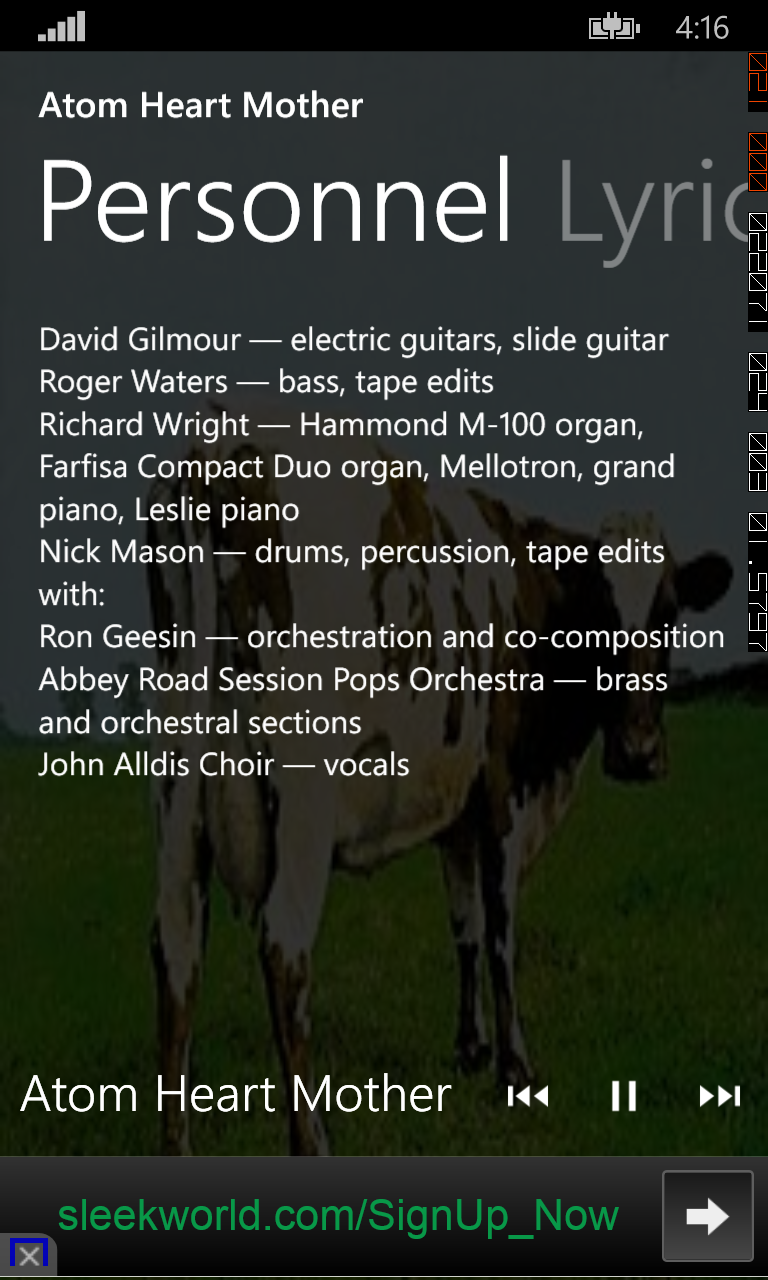 4:16
Atom Heart Mother
Personnel Lyric
David Gilmour — electric guitars, slide guitar
Roger Waters — bass, tape edits
Richard Wright — Hammond M-100 organ,
Farfisa Compact Duo organ, Mellotron, grand
piano, Leslie piano
Nick Mason — drums, percussion, tape edits
with:
Ron Geesin — orchestration and co-composition
Abbey Road Session Pops Orchestra — brass
and orchestral sections
John Alldis Choir — vocals
Atom Heart Mother
sleekworld.com/SignUp_Now